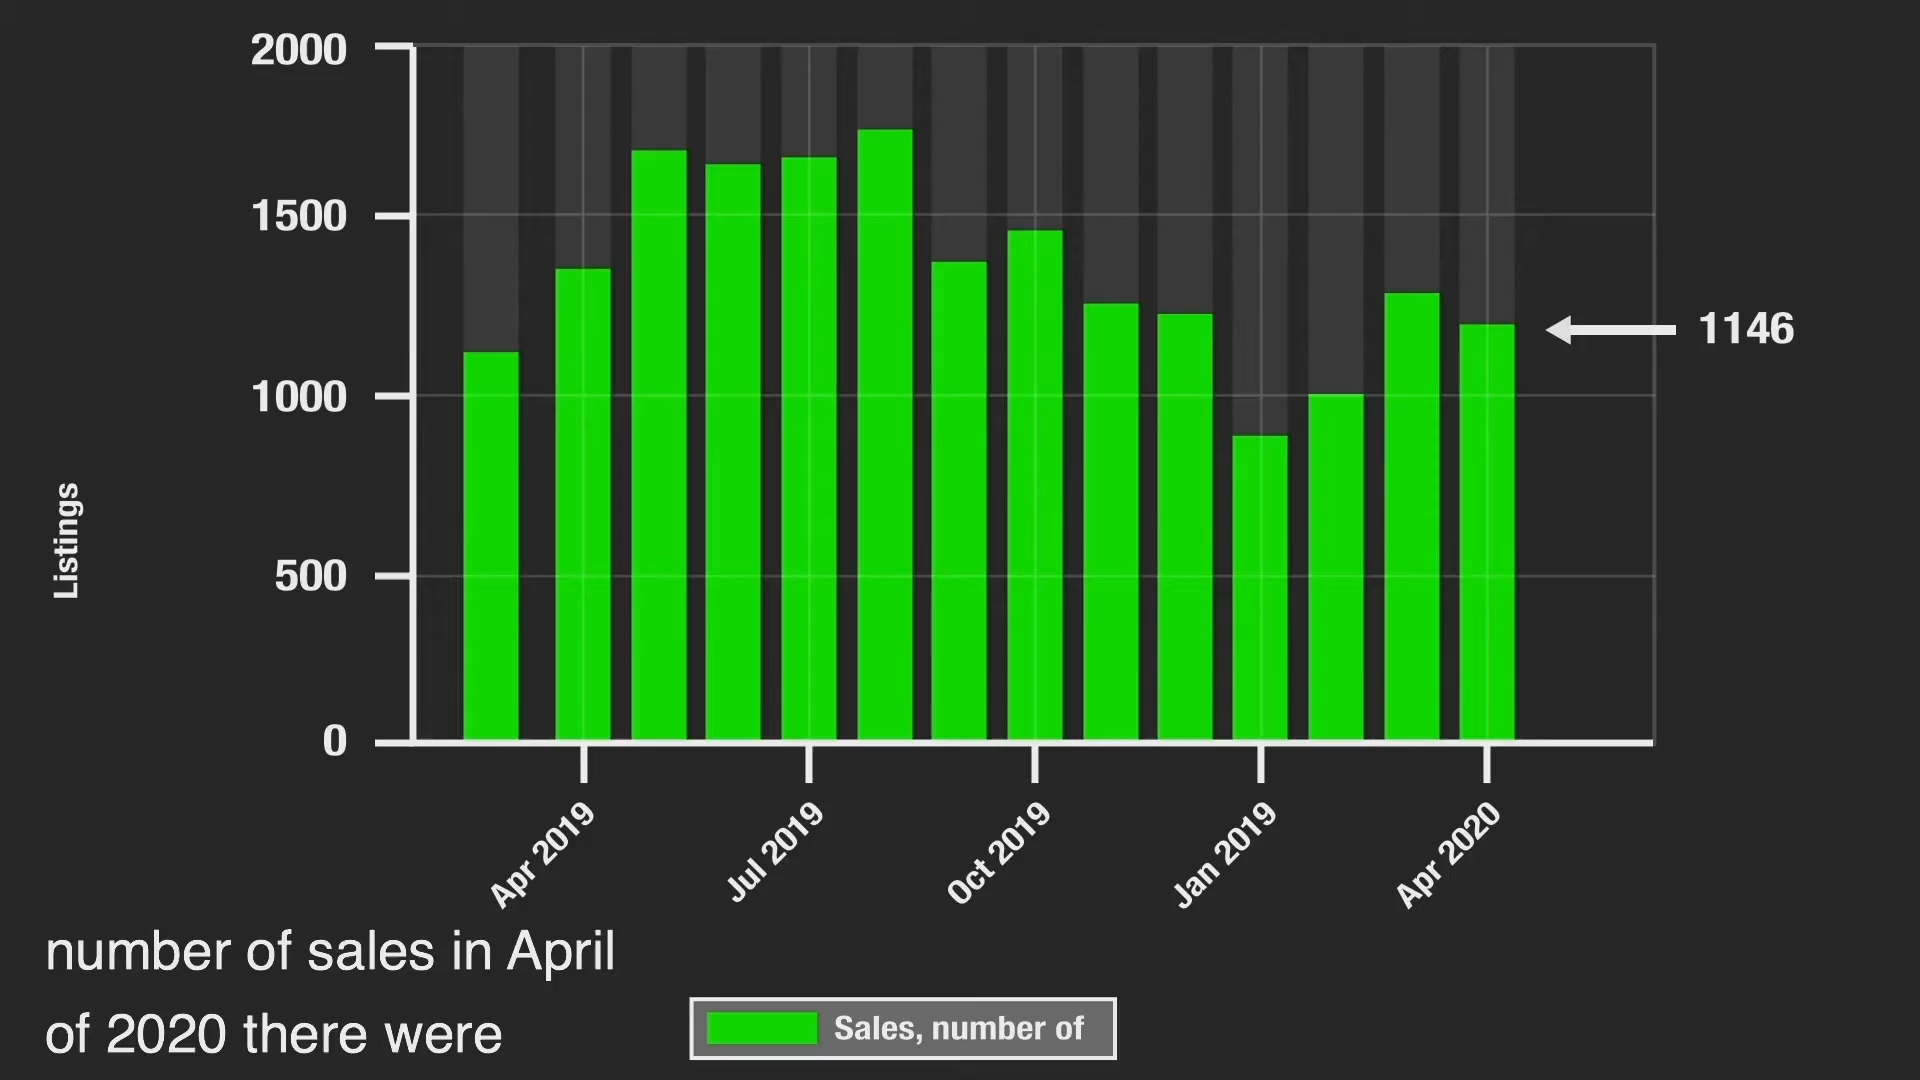 2000
1500
1000
500
0
Listings
1146
Apr 2019
Jul 2019
Oct 2019
Jan 2019
Apr 2020
number of sales in April
of 2020 there were
Sales, number of